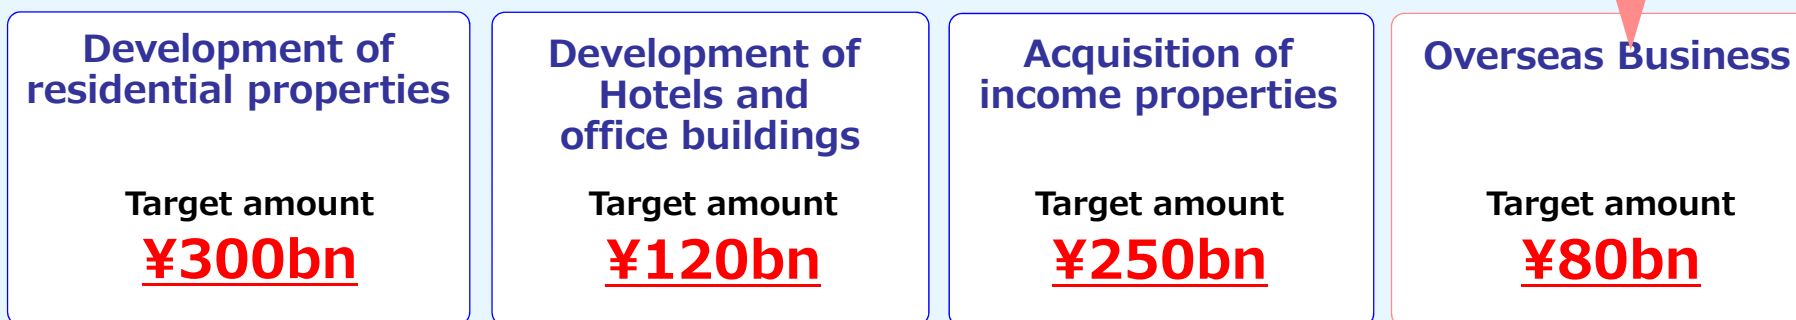 Development of
residential properties
Target amount
¥300bn
Development of
Hotels and
office buildings
Target amount
¥120bn
Acquisition of
income properties
Target amount
¥250bn
Overseas Business
Target amount
¥80bn